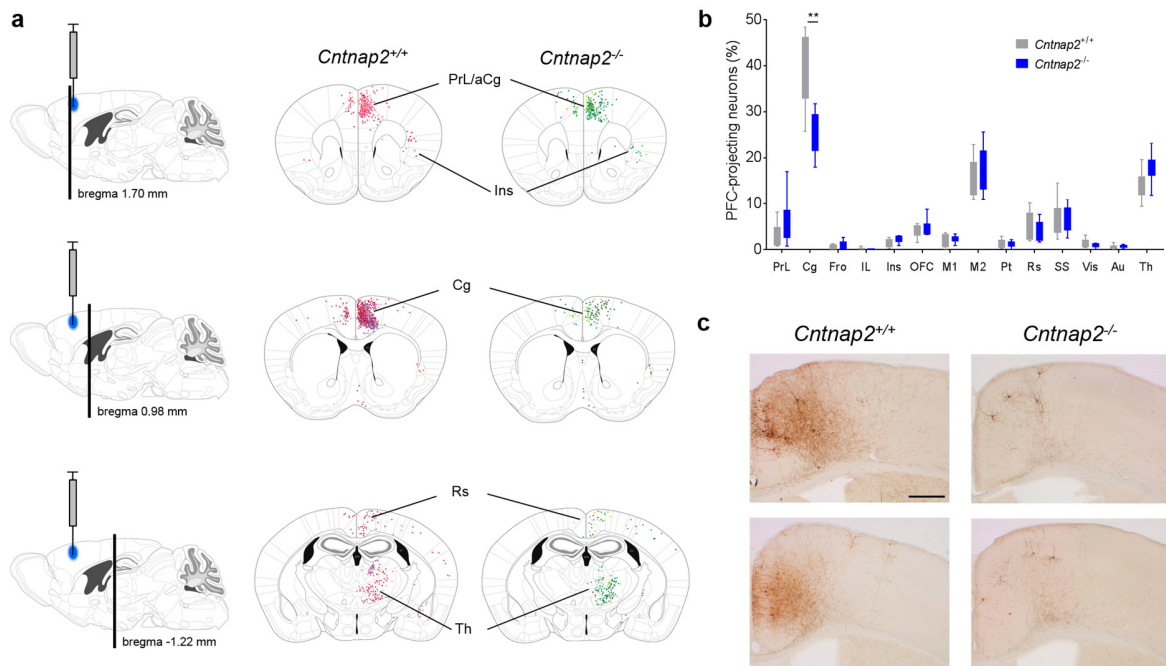 a
Cntnap2+/+
Cntnap2-/-
PrL/aCg
Ins
bregma 1.70 mm
Cg
bregma 0.98 mm
Rs
Th
bregma -1.22 mm
b
PFC-projecting neurons (%)
50
40
30
20
10
0
**
Cntnap2+/+
Cntnap2-/-
PrL Cg Fro IL Ins OFC M1 M2 Pt Rs SS Vis Au Th
c
Cntnap2+/+
Cntnap2-/-